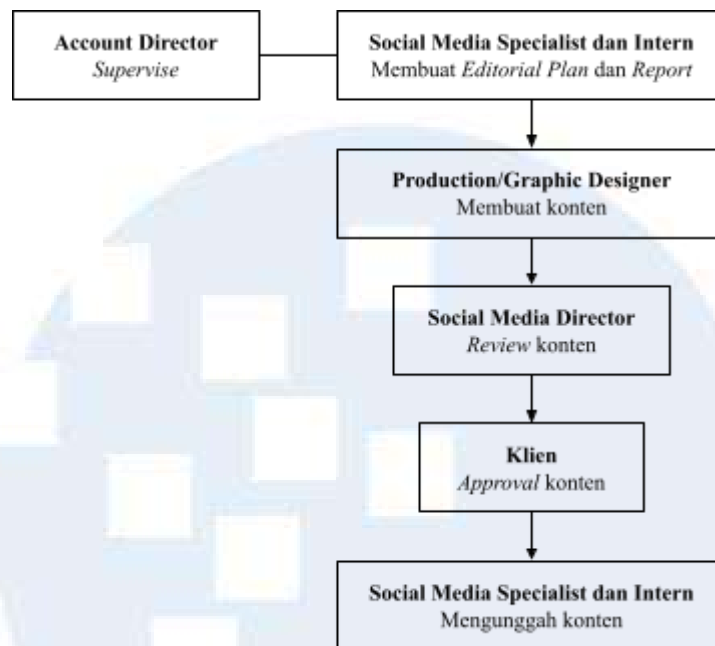 Account Director
Supervise
Social Media Specialist dan Intern
Membuat Editorial Plan dan Report
Production/Graphic Designer
Membuat konten
Social Media Director
Review konten
Klien
Approval konten
Social Media Specialist dan Intern
Mengunggah konten